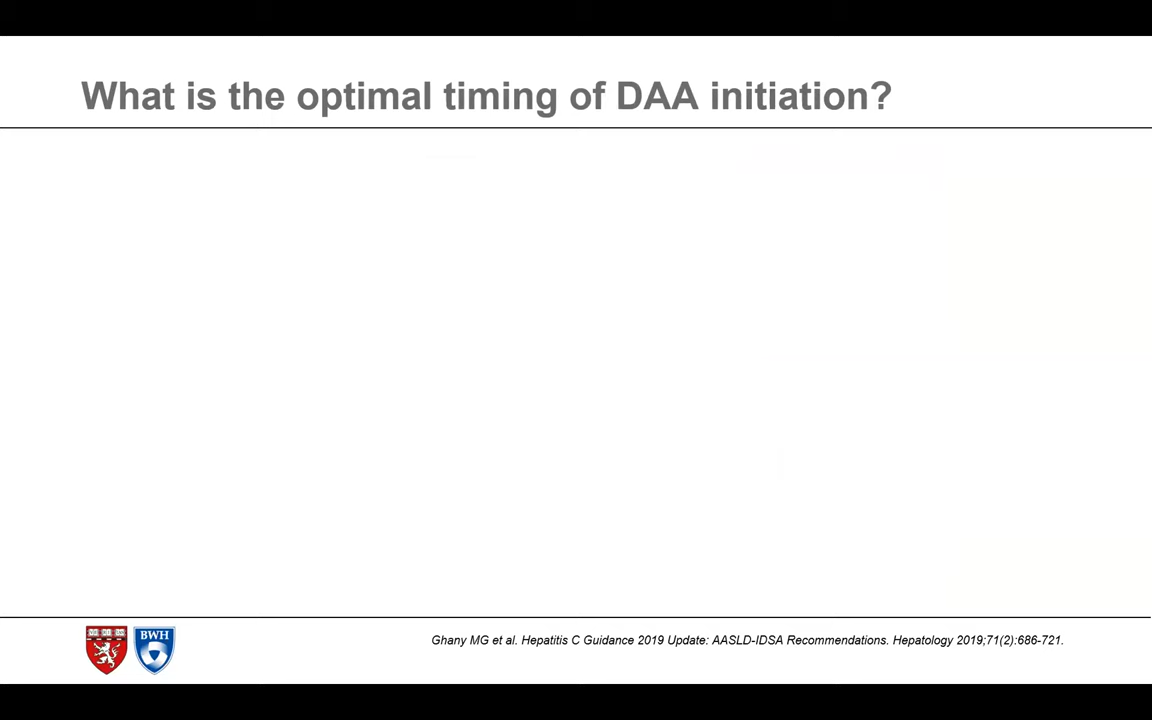 What is the optimal timing of DAA initiation?
BWH
Ghany MG et al. Hepatitis C Guidance 2019 Update: AASLD-IDSA Recommendations. Hepatology 2019;71(2):686-721.